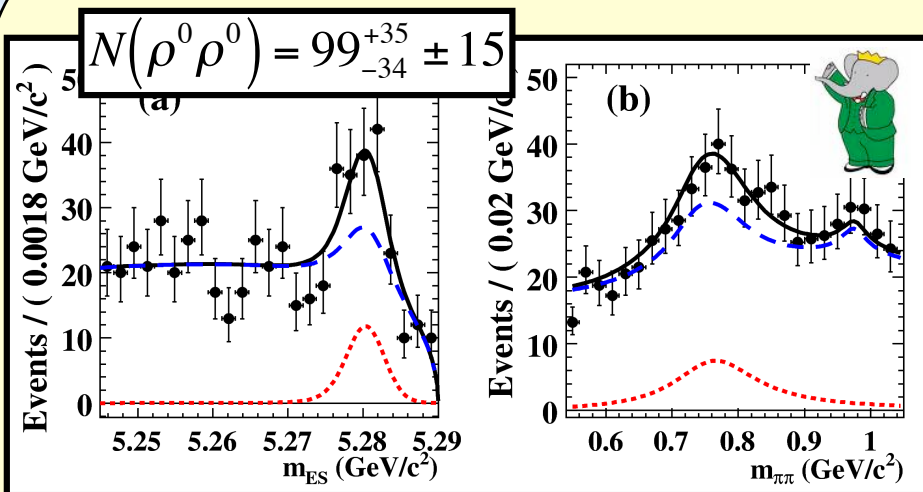 N(ρ⁰ρ⁰) = 99 +35 −34 ± 15
(a)
Events / ( 0.0018 GeV/c² )
50
40
30
20
10
0
5.25 5.26 5.27 5.28 5.29
m_ES (GeV/c²)
(b)
Events / ( 0.02 GeV/c
50
40
30
20
10
0
0.6 0.7 0.8 0.9 1
m_ππ (GeV/c²)